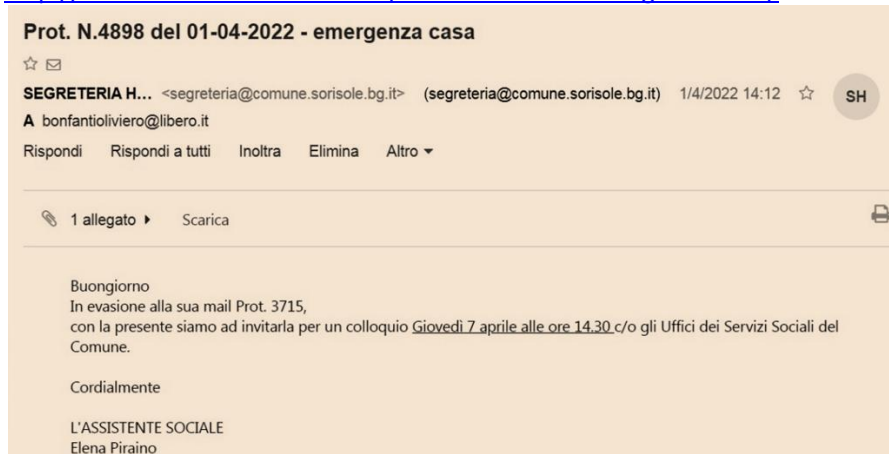 Prot. N.4898 del 01-04-2022 - emergenza casa
SEGRETERIA H... <segreteria@comune.sorisole.bg.it> (segreteria@comune.sorisole.bg.it) 1/4/2022 14:12
SH
A bonfantioliviero@libero.it
Rispondi Rispondi a tutti Inoltra Elimina Altro
1 allegato Scarica
Buongiorno
In evasione alla sua mail Prot. 3715,
con la presente siamo ad invitarla per un colloquio Giovedì 7 aprile alle ore 14.30 c/o gli Uffici dei Servizi Sociali del
Comune.
Cordialmente
L'ASSISTENTE SOCIALE
Elena Piraino